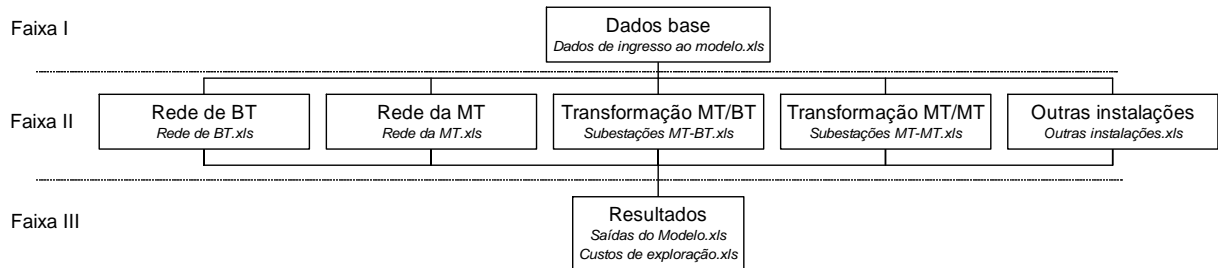 Faixa I
Dados base
Dados de ingresso ao modelo.xls
Faixa II
Rede de BT
Rede de BT.xls
Rede da MT
Rede da MT.xls
Transformação MT/BT
Subestações MT-BT.xls
Transformação MT/MT
Subestações MT-MT.xls
Outras instalações
Outras instalações.xls
Faixa III
Resultados
Saídas do Modelo.xls
Custos de exploração.xls